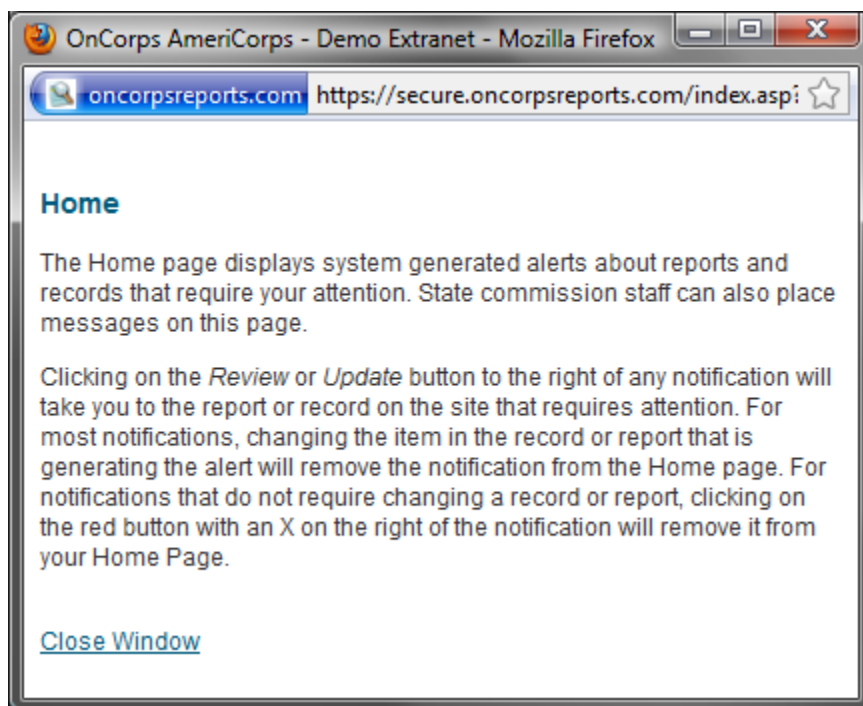 OnCorps AmeriCorps - Demo Extranet - Mozilla Firefox
oncorpsreports.com https://secure.oncorpsreports.com/index.asp?
Home
The Home page displays system generated alerts about reports and
records that require your attention. State commission staff can also place
messages on this page.
Clicking on the Review or Update button to the right of any notification will
take you to the report or record on the site that requires attention. For
most notifications, changing the item in the record or report that is
generating the alert will remove the notification from the Home page. For
notifications that do not require changing a record or report, clicking on
the red button with an X on the right of the notification will remove it from
your Home Page.
Close Window